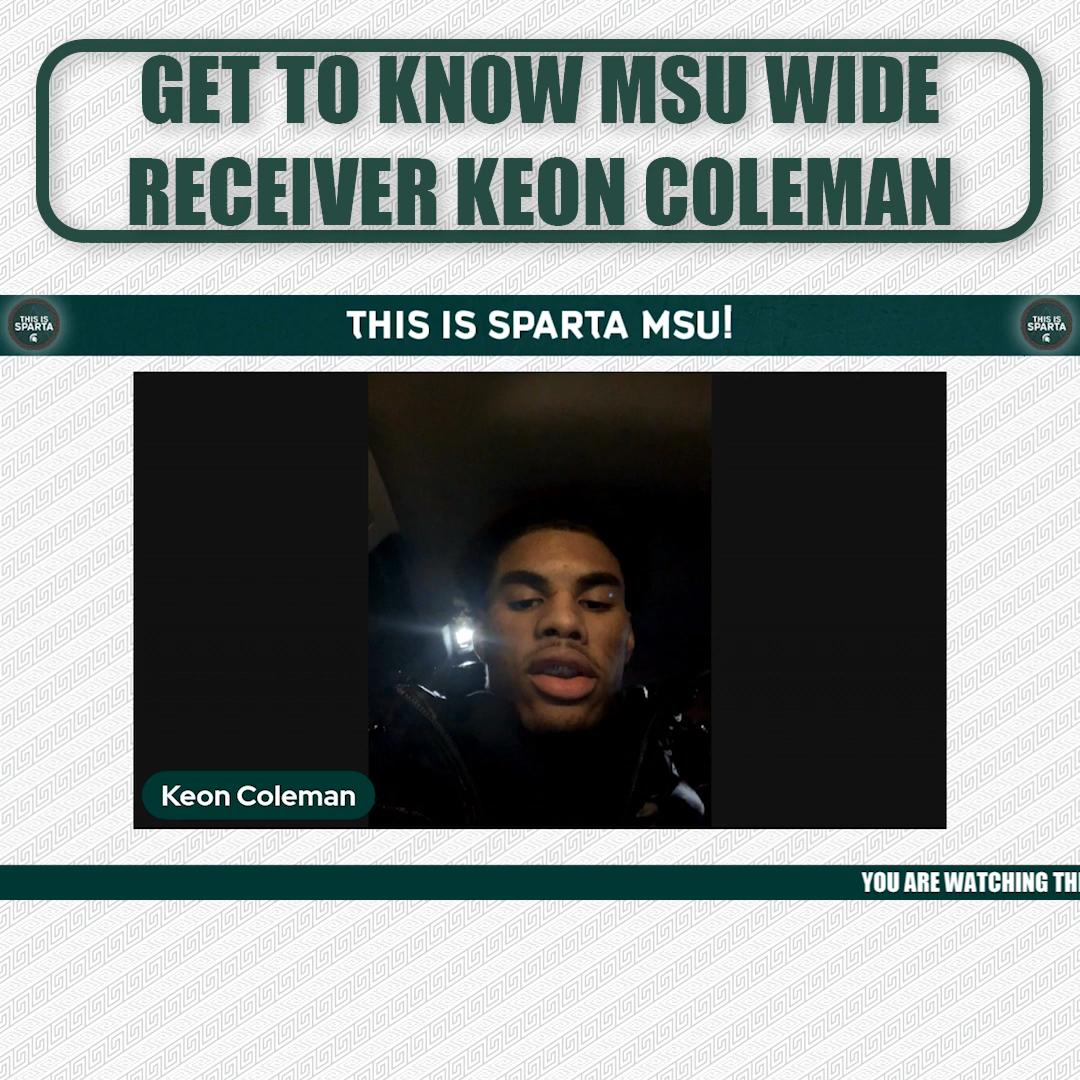 GET TO KNOW MSU WIDE
RECEIVER KEON COLEMAN
THIS IS
SPARTA
THIS IS SPARTA MSU!
THIS IS
SPARTA
Keon Coleman
YOU ARE WATCHING TH